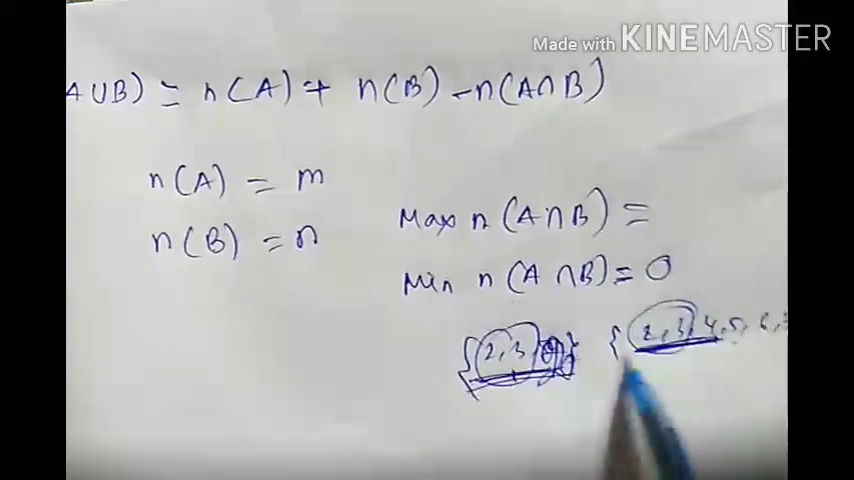 Made with KINEMASTER
A∪B) = n(A) + n(B) - n(A∩B)
n(A) = m
n(B) = n
Max n(A∩B) =
Min n(A∩B) = 0
{2,3 } {2,3, 4, 5, 6,